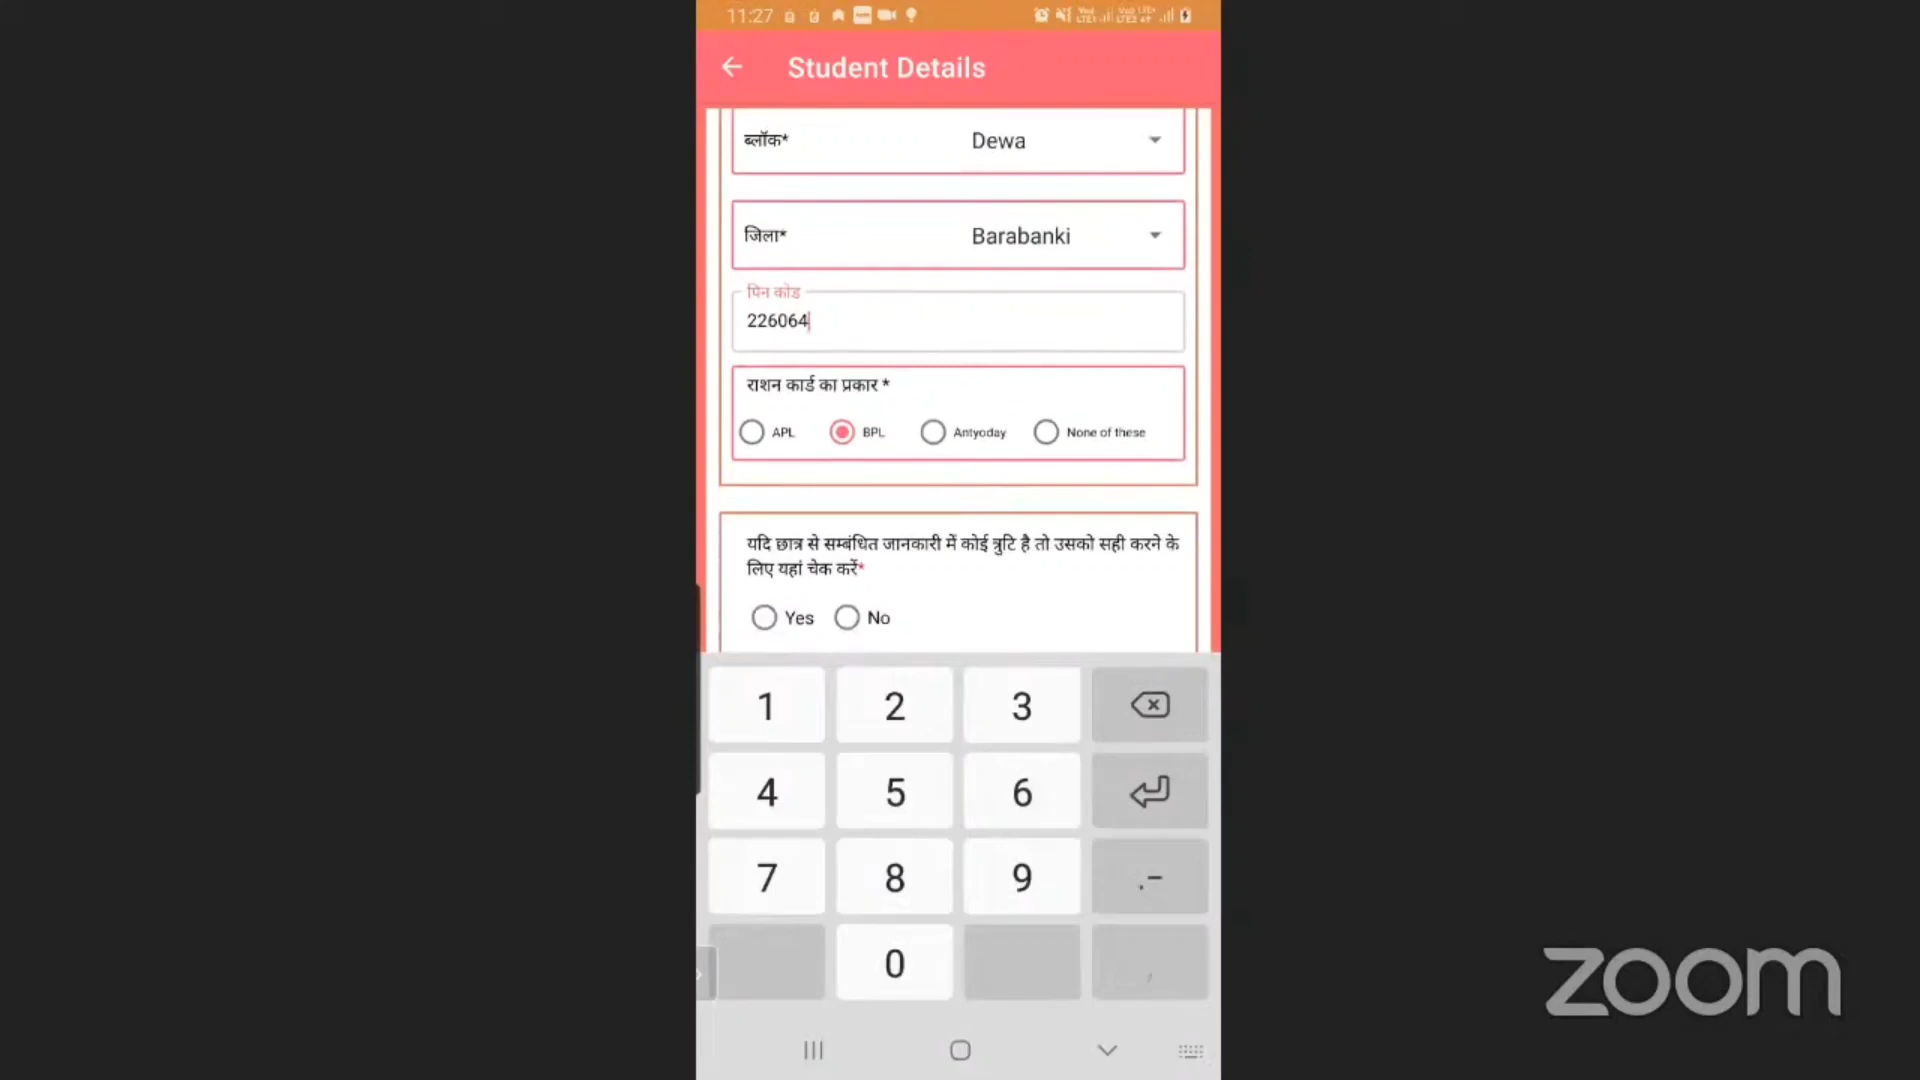 11:27
Student Details
ब्लॉक* Dewa
जिला* Barabanki
पिन कोड
226064
राशन कार्ड का प्रकार *
APL BPL Antyoday None of these
यदि छात्र से सम्बंधित जानकारी में कोई त्रुटि है तो उसको सही करने के
लिए यहां चेक करें*
Yes No
1 2 3
4 5 6
7 8 9 .-
0 ,
zoom